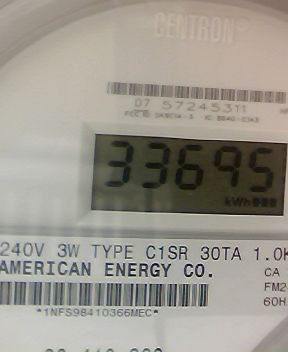 CENTRON®
07 57245311
33695
kWh
240V 3W TYPE C1SR 30TA 1.0K
AMERICAN ENERGY CO.
CA
FM2
60H
*1NFS98410366MEC*